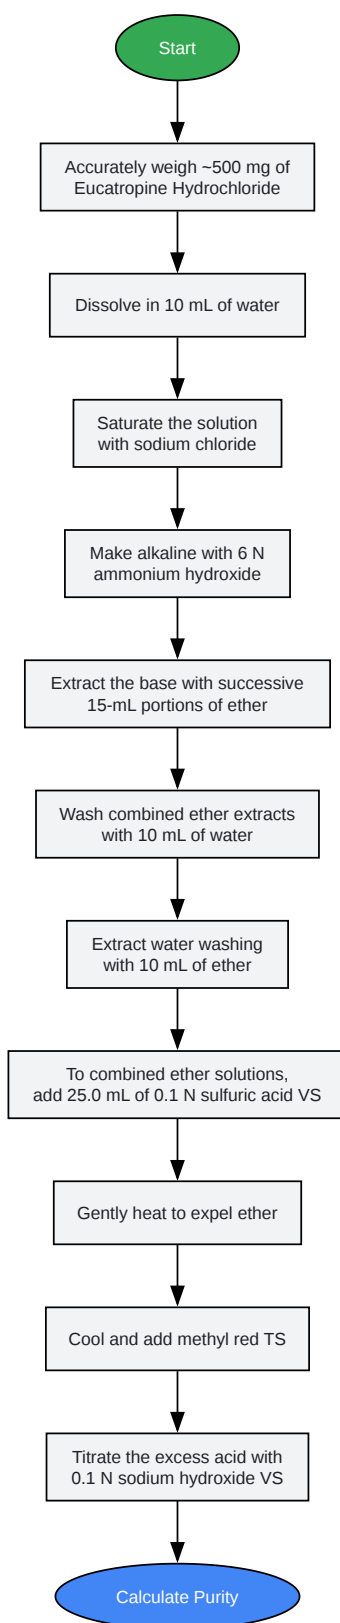 Start
Accurately weigh ~500 mg of
Eucatropine Hydrochloride
Dissolve in 10 mL of water
Saturate the solution
with sodium chloride
Make alkaline with 6 N
ammonium hydroxide
Extract the base with successive
15-mL portions of ether
Wash combined ether extracts
with 10 mL of water
Extract water washing
with 10 mL of ether
To combined ether solutions,
add 25.0 mL of 0.1 N sulfuric acid VS
Gently heat to expel ether
Cool and add methyl red TS
Titrate the excess acid with
0.1 N sodium hydroxide VS
Calculate Purity